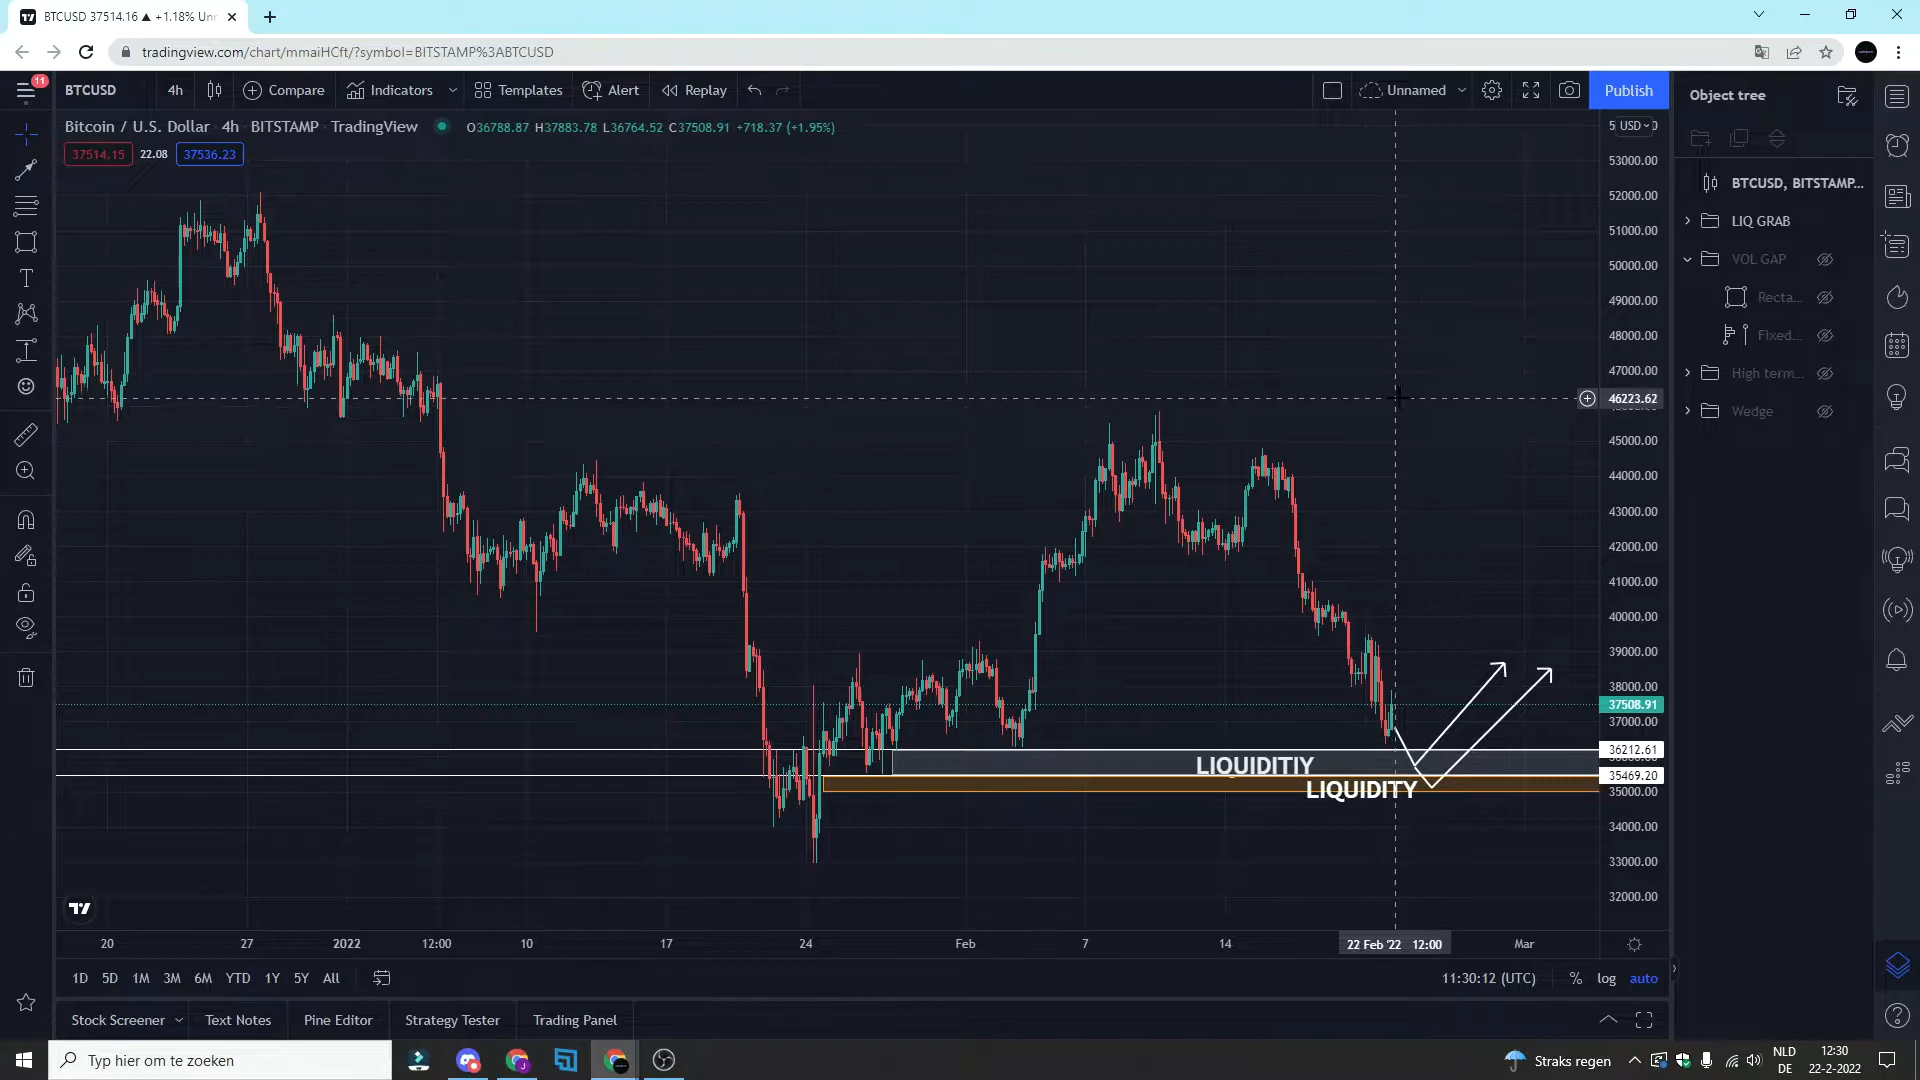 BTCUSD 37514.16 ▲ +1.18% Unn
tradingview.com/chart/mmaiHCft/?symbol=BITSTAMP%3ABTCUSD
11
BTCUSD 4h Compare Indicators Templates Alert Replay Unnamed Publish
Object tree
Bitcoin / U.S. Dollar · 4h · BITSTAMP · TradingView O36788.87 H37883.78 L36764.52 C37508.91 +718.37 (+1.95%)
37514.15 22.08 37536.23
USD
53000.00
52000.00
51000.00
50000.00
49000.00
48000.00
47000.00
46223.62
45000.00
44000.00
43000.00
42000.00
41000.00
40000.00
39000.00
38000.00
37508.91
37000.00
36212.61
35469.20
35000.00
34000.00
33000.00
32000.00
BTCUSD, BITSTAMP...
LIQ GRAB
VOL GAP
Recta...
Fixed...
High term...
Wedge
LIQUIDITIY
LIQUIDITY
20 27 2022 12:00 10 17 24 Feb 7 14 22 Feb '22 12:00 Mar
1D 5D 1M 3M 6M YTD 1Y 5Y All 11:30:12 (UTC) % log auto
Stock Screener Text Notes Pine Editor Strategy Tester Trading Panel
Typ hier om te zoeken
Straks regen
NLD
DE
12:30
22-2-2022